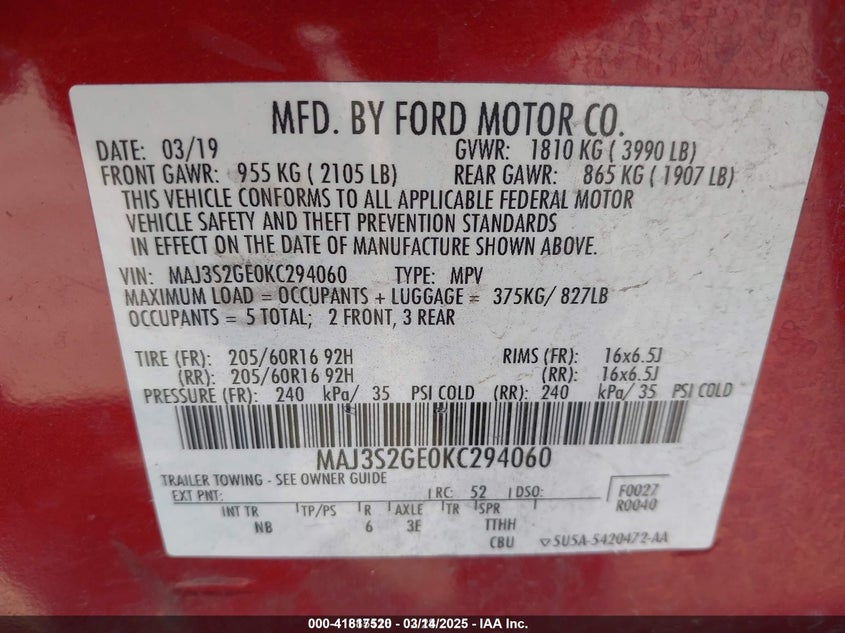 MFD. BY FORD MOTOR CO.
DATE: 03/19 GVWR: 1810 KG ( 3990 LB)
FRONT GAWR: 955 KG ( 2105 LB) REAR GAWR: 865 KG ( 1907 LB)
THIS VEHICLE CONFORMS TO ALL APPLICABLE FEDERAL MOTOR
VEHICLE SAFETY AND THEFT PREVENTION STANDARDS
IN EFFECT ON THE DATE OF MANUFACTURE SHOWN ABOVE.
VIN: MAJ3S2GE0KC294060 TYPE: MPV
MAXIMUM LOAD = OCCUPANTS + LUGGAGE = 375KG/ 827LB
OCCUPANTS = 5 TOTAL; 2 FRONT, 3 REAR
TIRE (FR): 205/60R16 92H RIMS (FR): 16x6.5J
(RR): 205/60R16 92H (RR): 16x6.5J
PRESSURE (FR): 240 kPa/ 35 PSI COLD (RR): 240 kPa/ 35 PSI COLD
MAJ3S2GE0KC294060
TRAILER TOWING - SEE OWNER GUIDE
EXT PNT: RC: 52 DSO: F0027
R0040
INT TR TP/PS R AXLE TR SPR
NB 6 3E TTHH
CBU 5U5A-5420472-AA
/2025 - IAA Inc.